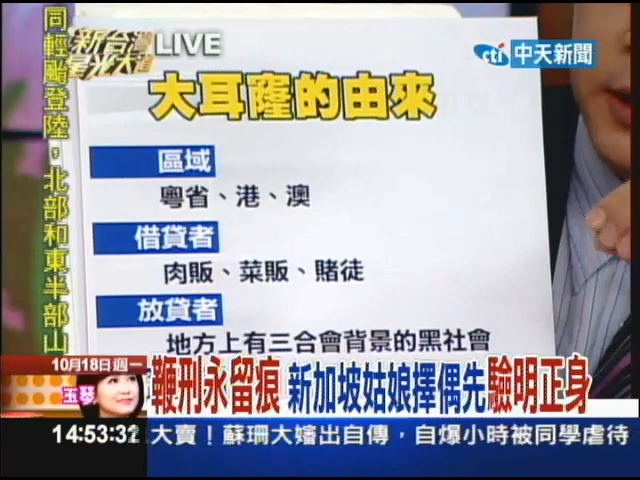 新台灣
星光大道
LIVE
cti 中天新聞
同輕颱登陸，北部和東半部山
大耳窿的由來
區域
粵省、港、澳
借貸者
肉販、菜販、賭徒
放貸者
地方上有三合會背景的黑社會
10月18日週一
玉琴
鞭刑永留痕 新加坡姑娘擇偶先驗明正身
14:53:32
大賣！蘇珊大嬸出自傳，自爆小時被同學虐待